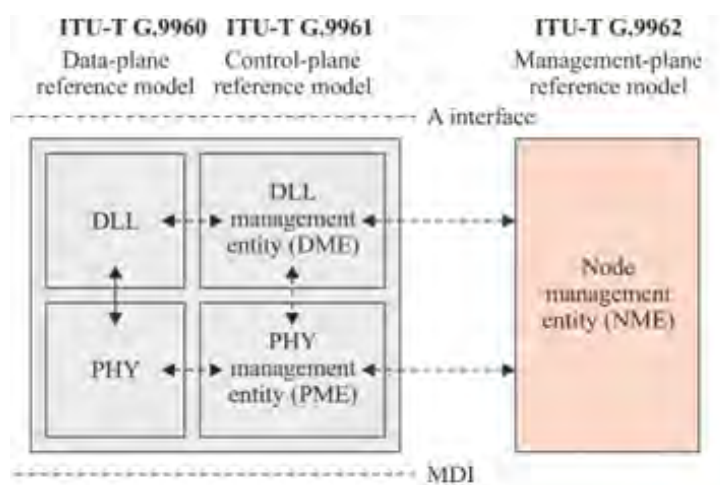 ITU-T G.9960 ITU-T G.9961 ITU-T G.9962
Data-plane
reference model
Control-plane
reference model
Management-plane
reference model
A interface
DLL
DLL
management
entity (DME)
Node
management
entity (NME)
PHY
PHY
management
entity (PME)
MDI